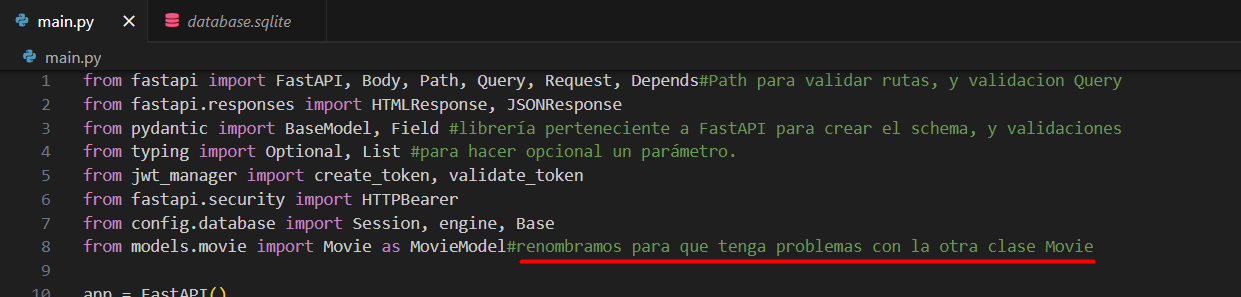 main.py × database.sqlite
main.py
1 from fastapi import FastAPI, Body, Path, Query, Request, Depends#Path para validar rutas, y validacion Query
2 from fastapi.responses import HTMLResponse, JSONResponse
3 from pydantic import BaseModel, Field #librería perteneciente a FastAPI para crear el schema, y validaciones
4 from typing import Optional, List #para hacer opcional un parámetro.
5 from jwt_manager import create_token, validate_token
6 from fastapi.security import HTTPBearer
7 from config.database import Session, engine, Base
8 from models.movie import Movie as MovieModel#renombramos para que tenga problemas con la otra clase Movie
9
10 app = FastAPI()